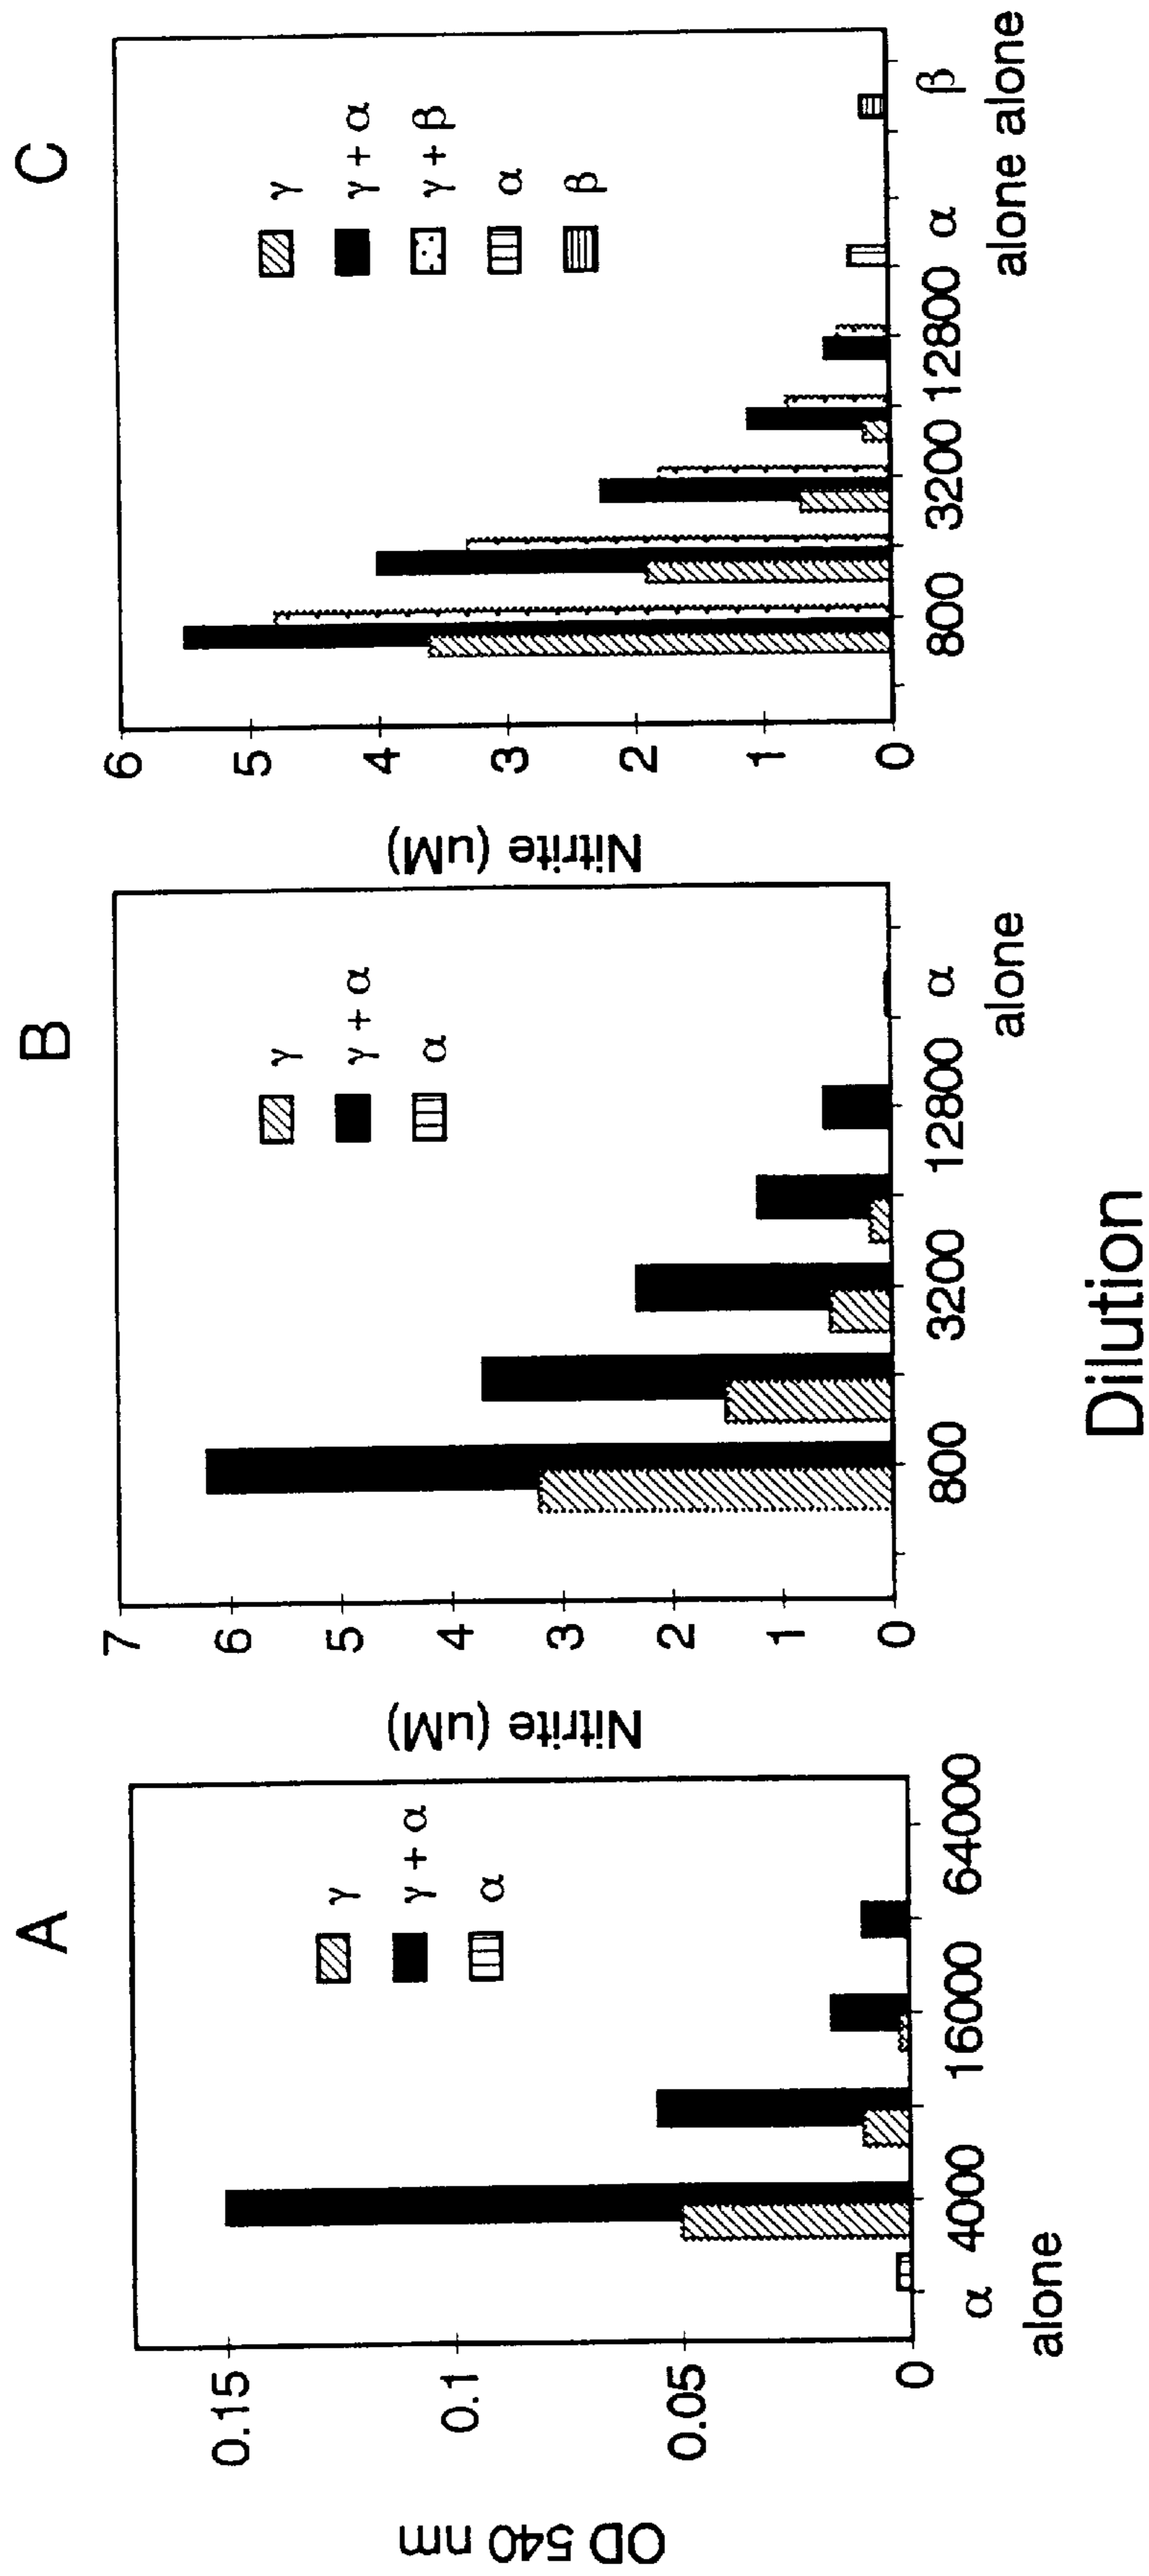 A
OD 540 nm
0.15
0.1
0.05
0
γ
γ + α
α
α 4000 16000 64000
alone
B
Nitrite (uM)
7
6
5
4
3
2
1
0
γ
γ + α
α
800 3200 12800 α
alone
C
Nitrite (uM)
6
5
4
3
2
1
0
γ
γ + α
γ + β
α
β
800 3200 12800 α β
alone alone
Dilution